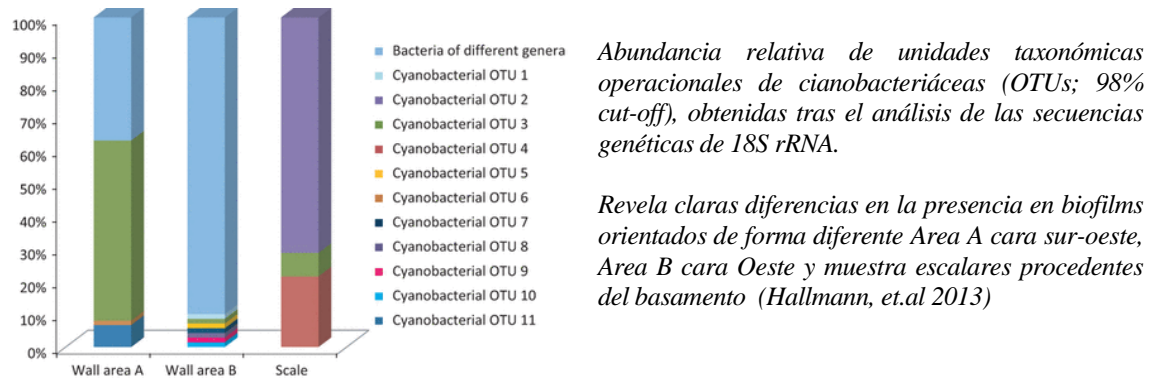 100%
90%
80%
70%
60%
50%
40%
30%
20%
10%
0%
Wall area A
Wall area B
Scale
Bacteria of different genera
Cyanobacterial OTU 1
Cyanobacterial OTU 2
Cyanobacterial OTU 3
Cyanobacterial OTU 4
Cyanobacterial OTU 5
Cyanobacterial OTU 6
Cyanobacterial OTU 7
Cyanobacterial OTU 8
Cyanobacterial OTU 9
Cyanobacterial OTU 10
Cyanobacterial OTU 11
Abundancia relativa de unidades taxonómicas
operacionales de cianobacteriáceas (OTUs; 98%
cut-off), obtenidas tras el análisis de las secuencias
genéticas de 18S rRNA.
Revela claras diferencias en la presencia en biofilms
orientados de forma diferente Area A cara sur-oeste,
Area B cara Oeste y muestra escalares procedentes
del basamento (Hallmann, et.al 2013)